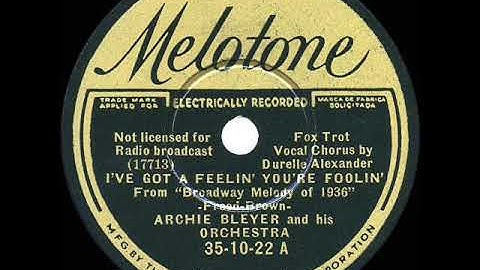 Melotone
TRADE MARK
APPLIED FOR
ELECTRICALLY RECORDED
MARCA DE FABRICA
SOLICITADA
Not licensed for
Radio broadcast
(17713)
Fox Trot
Vocal Chorus by
Durelle Alexander
I'VE GOT A FEELIN' YOU'RE FOOLIN'
From "Broadway Melody of 1936"
-Freed-Brown-
ARCHIE BLEYER and his
ORCHESTRA
35-10-22 A
MFG. BY